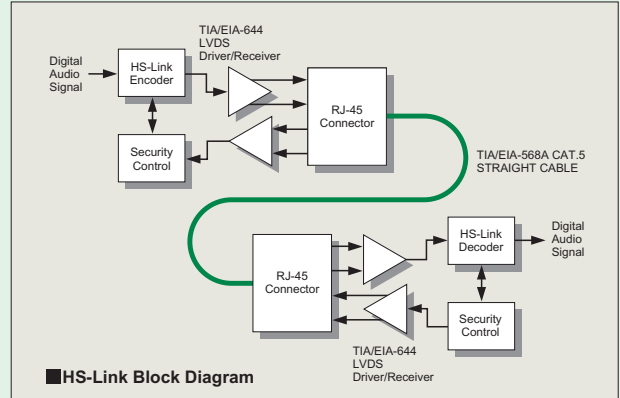 TIA/EIA-644
LVDS
Driver/Receiver
Digital
Audio
Signal
HS-Link
Encoder
RJ-45
Connector
Security
Control
TIA/EIA-568A CAT.5
STRAIGHT CABLE
RJ-45
Connector
HS-Link
Decoder
Digital
Audio
Signal
Security
Control
TIA/EIA-644
LVDS
Driver/Receiver
■HS-Link Block Diagram